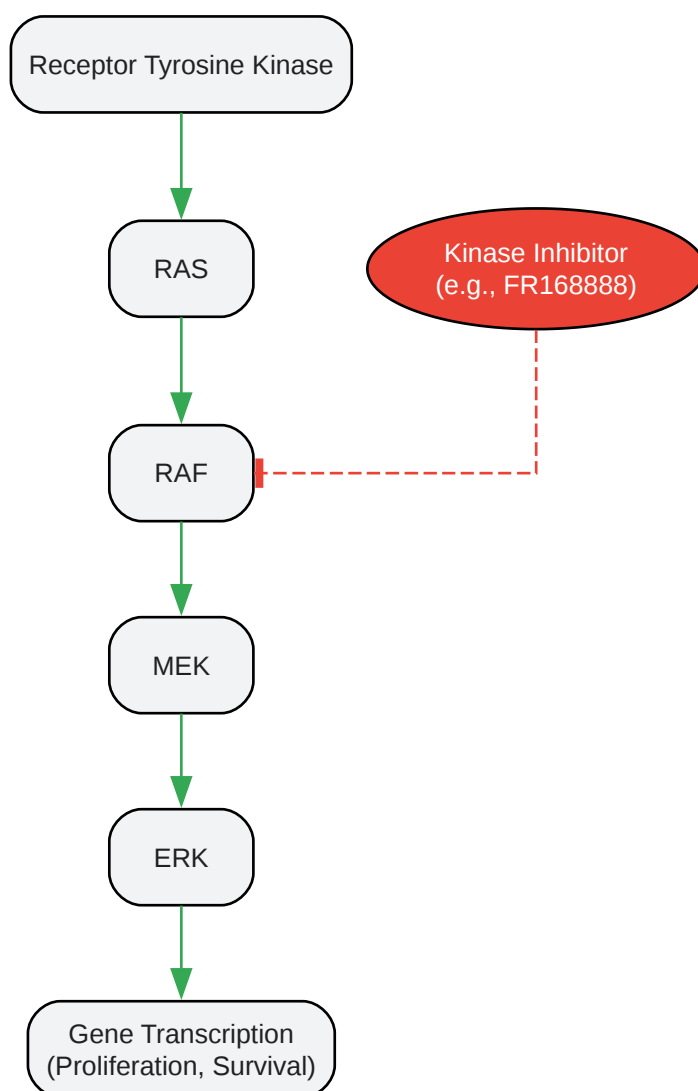 Receptor Tyrosine Kinase
RAS
Kinase Inhibitor
(e.g., FR168888)
RAF
MEK
ERK
Gene Transcription
(Proliferation, Survival)